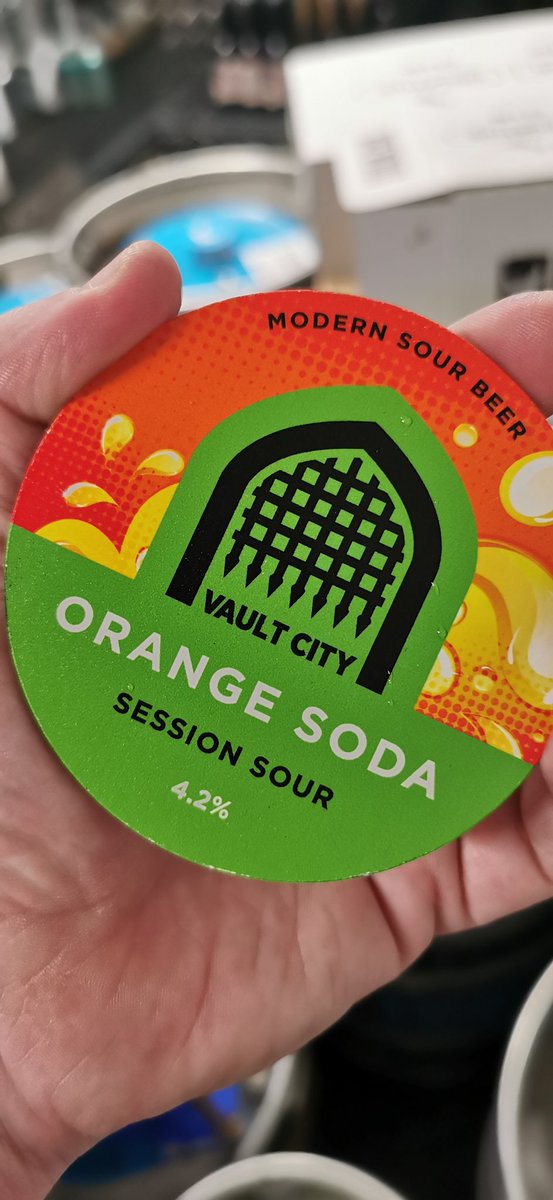 MODERN SOUR BEER
VAULT CITY
ORANGE SODA
SESSION SOUR
4.2%